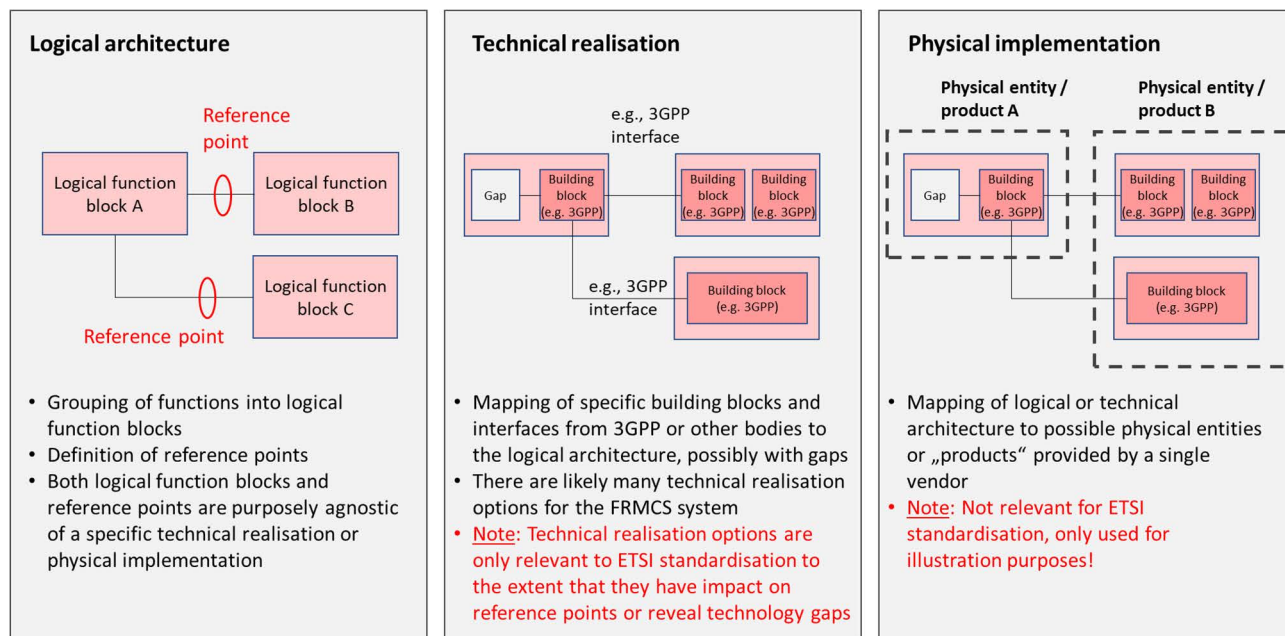 Logical architecture
Reference
point
Logical function
block A
Logical function
block B
Logical function
block C
Reference point
• Grouping of functions into logical
function blocks
• Definition of reference points
• Both logical function blocks and
reference points are purposely agnostic
of a specific technical realisation or
physical implementation
Technical realisation
e.g., 3GPP
interface
Gap
Building
block
(e.g. 3GPP)
Building
block
(e.g. 3GPP)
Building
block
(e.g. 3GPP)
e.g., 3GPP
interface
Building block
(e.g. 3GPP)
• Mapping of specific building blocks and
interfaces from 3GPP or other bodies to
the logical architecture, possibly with gaps
• There are likely many technical realisation
options for the FRMCS system
• Note: Technical realisation options are
only relevant to ETSI standardisation to
the extent that they have impact on
reference points or reveal technology gaps
Physical implementation
Physical entity /
product A
Physical entity /
product B
Gap
Building
block
(e.g. 3GPP)
Building
block
(e.g. 3GPP)
Building
block
(e.g. 3GPP)
Building block
(e.g. 3GPP)
• Mapping of logical or technical
architecture to possible physical entities
or „products“ provided by a single
vendor
• Note: Not relevant for ETSI
standardisation, only used for
illustration purposes!